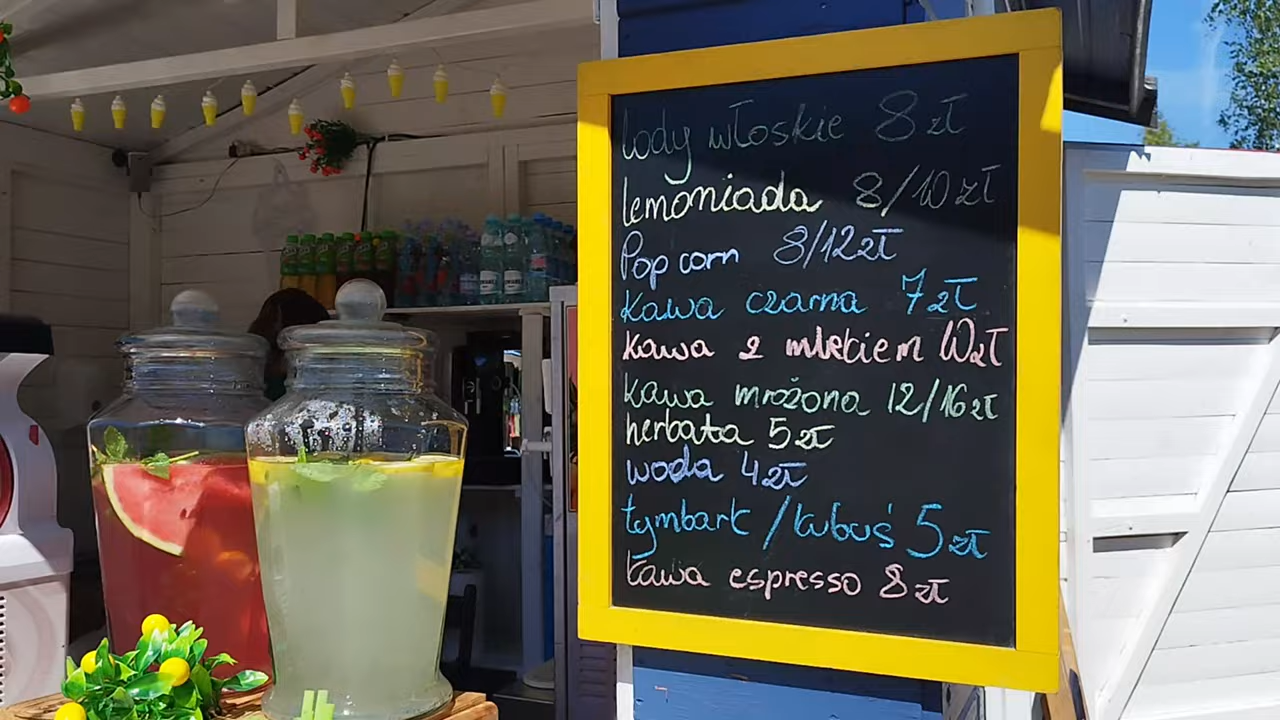 lody włoskie 8 zł
lemoniada 8/10 zł
Pop corn 8/12 zł
kawa czarna 7 zł
kawa z mlekiem 10 zł
kawa mrożona 12/16 zł
herbata 5 zł
woda 4 zł
tymbark / kubuś 5 zł
kawa espresso 8 zł